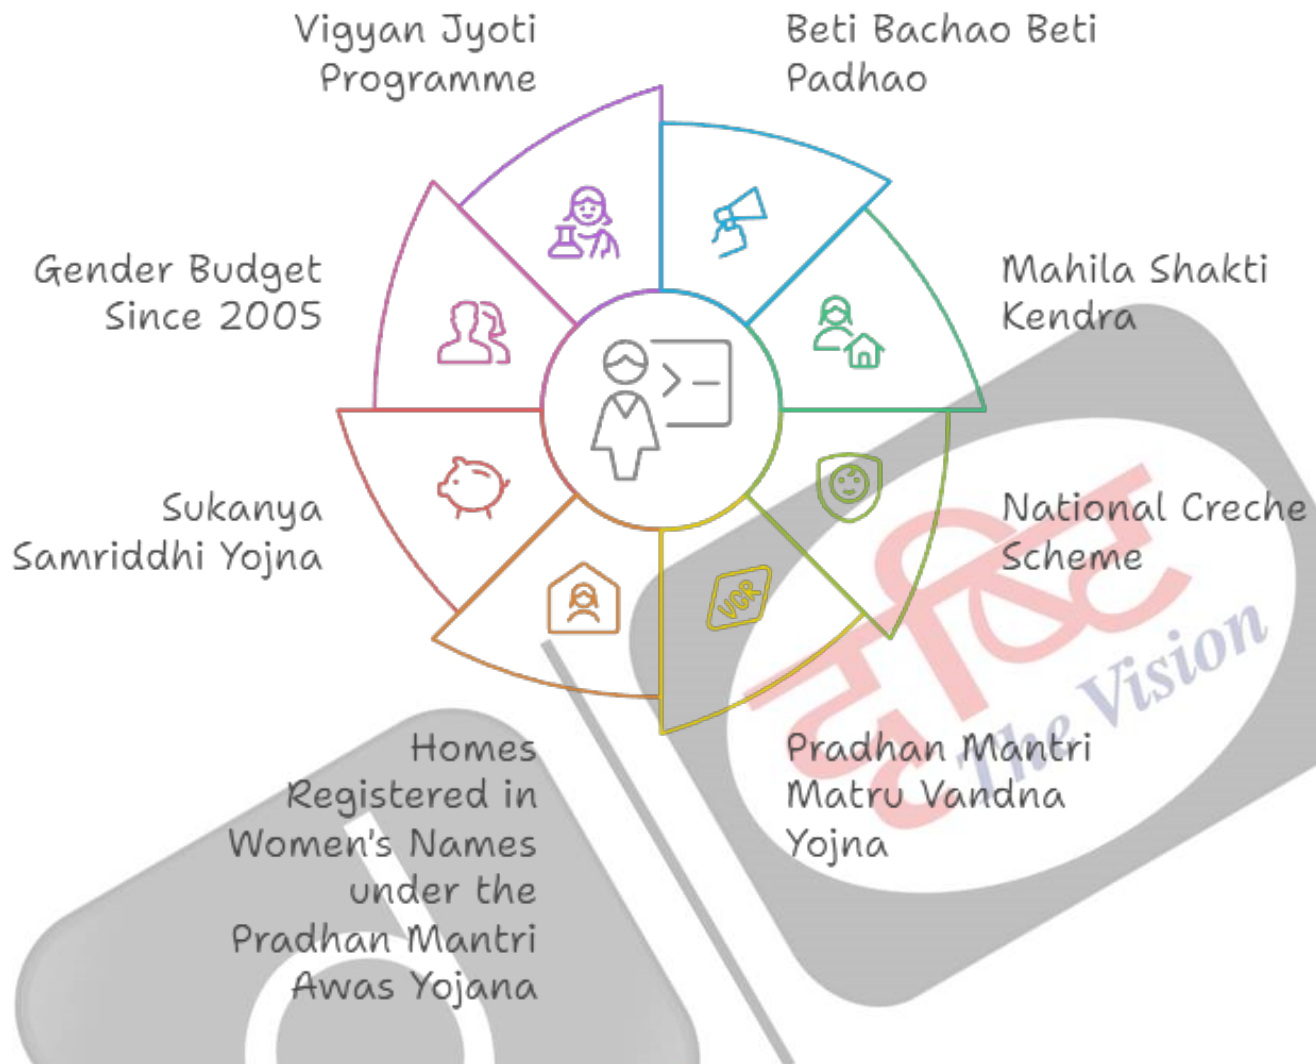 Vigyan Jyoti
Programme
Beti Bachao Beti
Padhao
Mahila Shakti
Kendra
National Creche
Scheme
Pradhan Mantri
Matru Vandna
Yojna
Homes
Registered in
Women's Names
under the
Pradhan Mantri
Awas Yojana
Sukanya
Samriddhi Yojna
Gender Budget
Since 2005
VCR
दृष्टि
The Vision
d